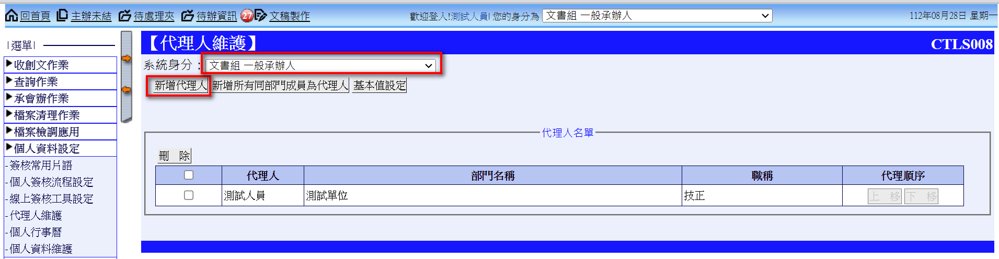 回首頁 主辦未結 待處理夾 待辦資訊 27 文稿製作 歡迎登入!測試人員! 您的身分為 文書組 一般承辦人 112年08月28日 星期一
|選單|
收創文作業
查詢作業
承會辦作業
檔案清理作業
檔案檢調應用
個人資料設定
-簽核常用片語
-個人簽核流程設定
-線上簽核工具設定
-代理人維護
-個人行事曆
-個人資料維護
【代理人維護】 CTLS008
系統身分：文書組 一般承辦人
新增代理人 新增所有同部門成員為代理人 基本值設定
代理人名單
刪　除
代理人 部門名稱 職稱 代理順序
測試人員 測試單位 技正 上　移 下　移